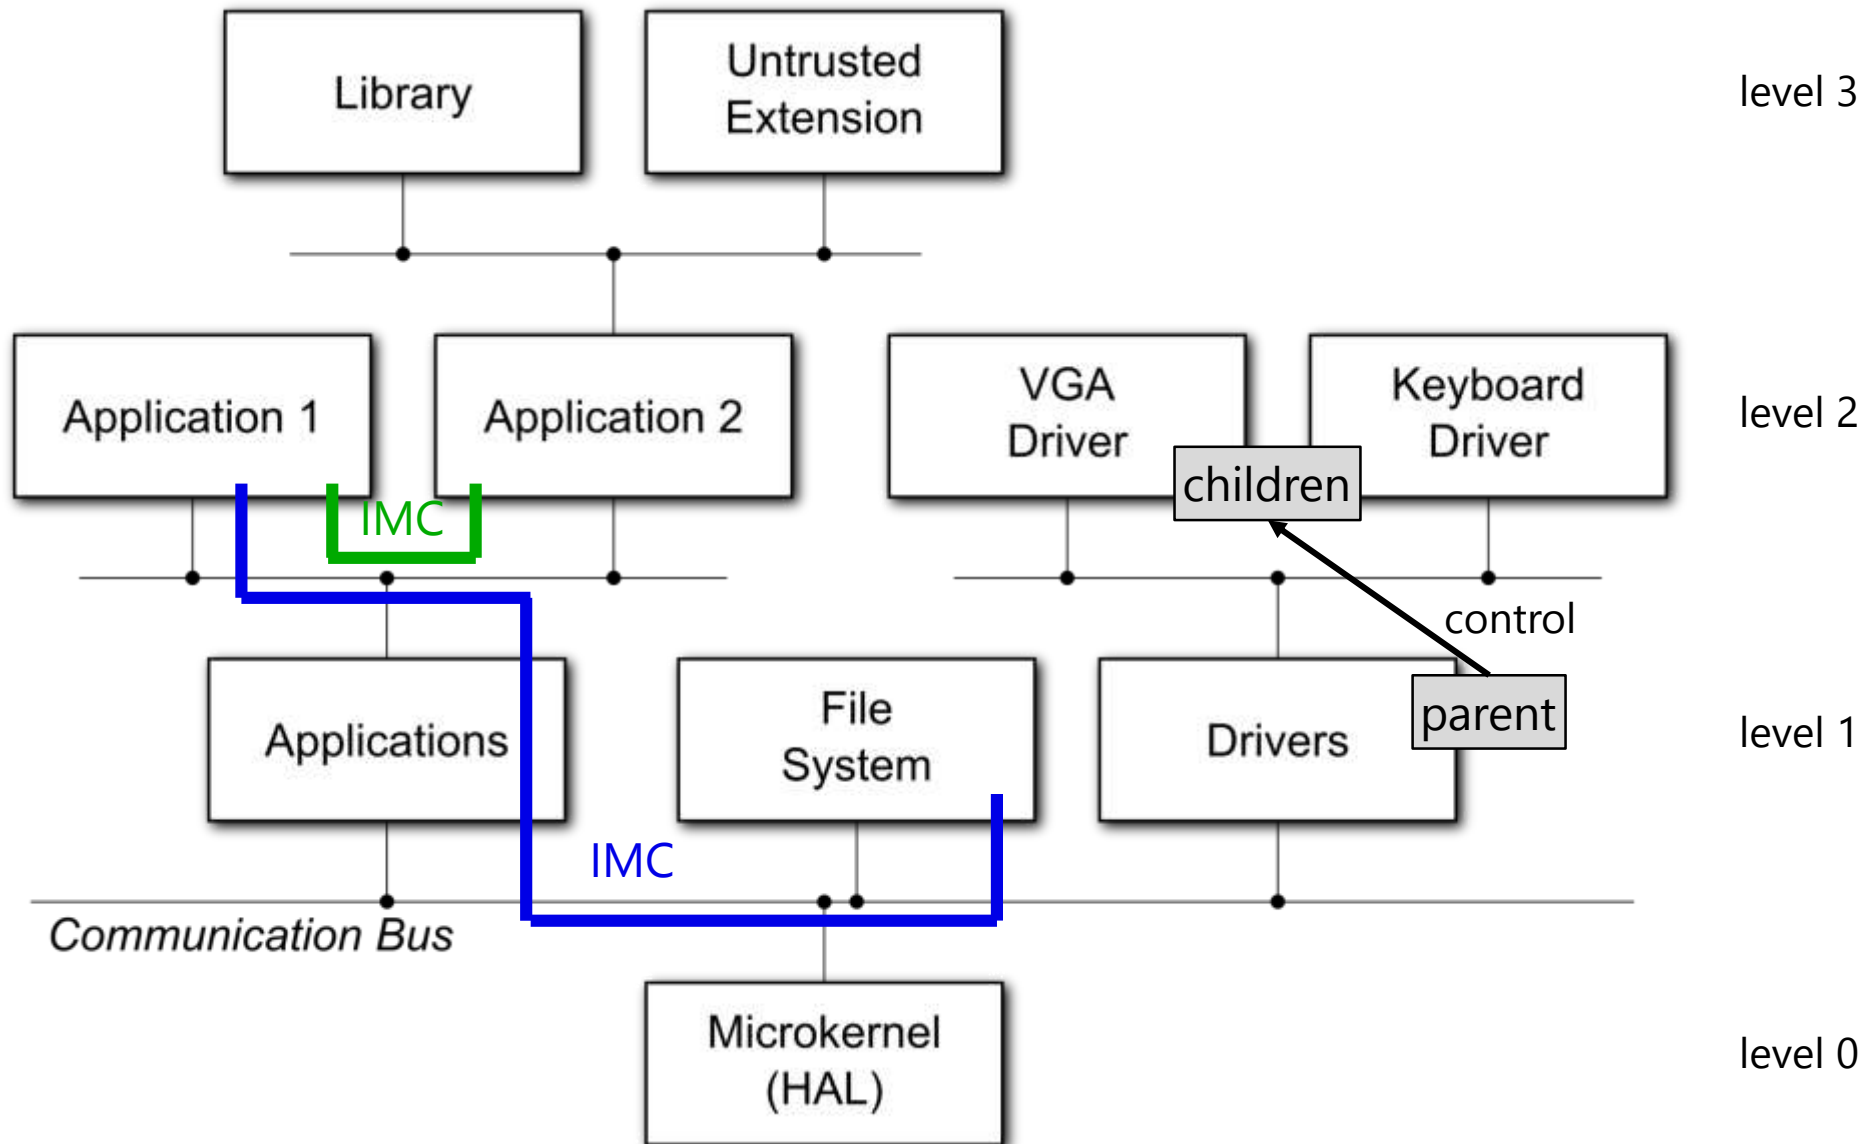 Library
Untrusted
Extension
level 3
Application 1
Application 2
VGA
Driver
Keyboard
Driver
level 2
children
IMC
control
Applications
File
System
Drivers
parent
level 1
IMC
Communication Bus
Microkernel
(HAL)
level 0